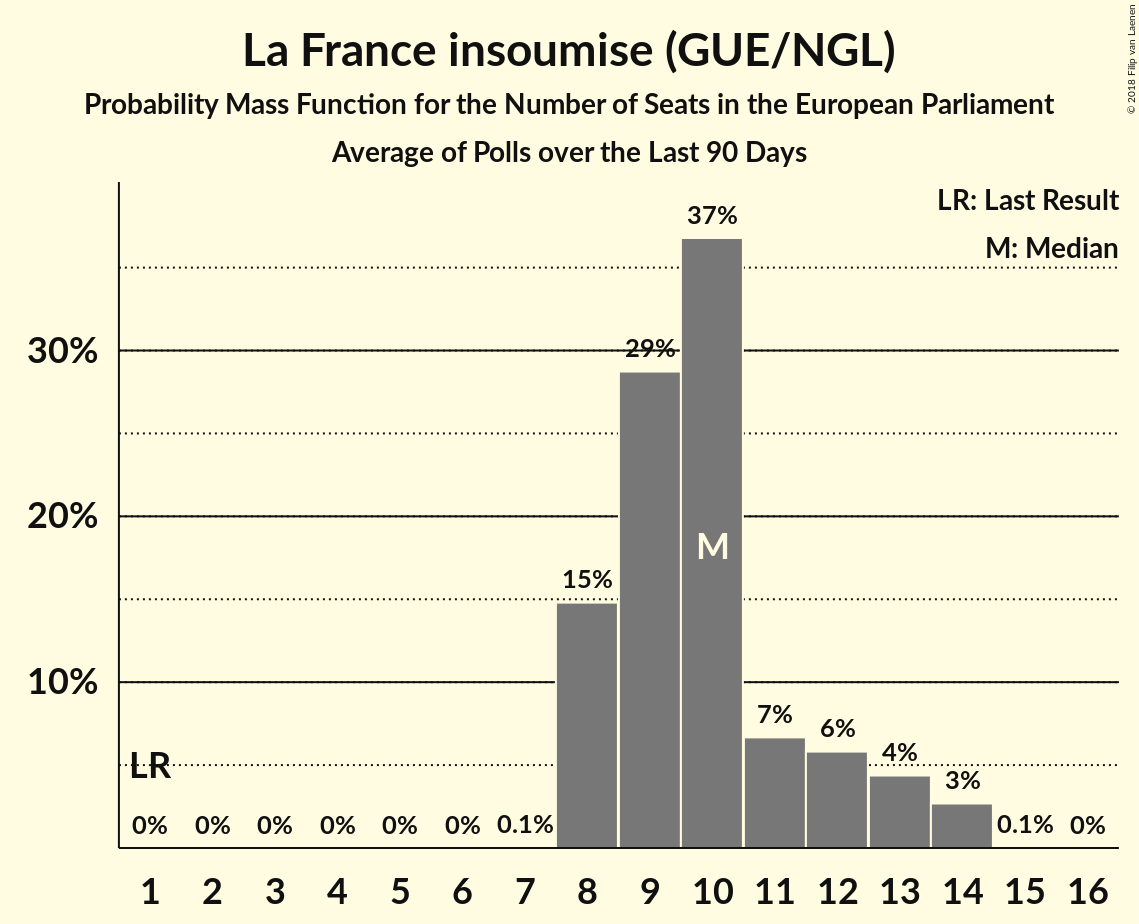 La France insoumise (GUE/NGL)
Probability Mass Function for the Number of Seats in the European Parliament
Average of Polls over the Last 90 Days
© 2018 Filip van Laenen
LR: Last Result
M: Median
37%
30%
29%
20%
M
15%
10%
7%
6%
4%
3%
LR
0% 0% 0% 0% 0% 0% 0.1% 0.1% 0%
1 2 3 4 5 6 7 8 9 10 11 12 13 14 15 16